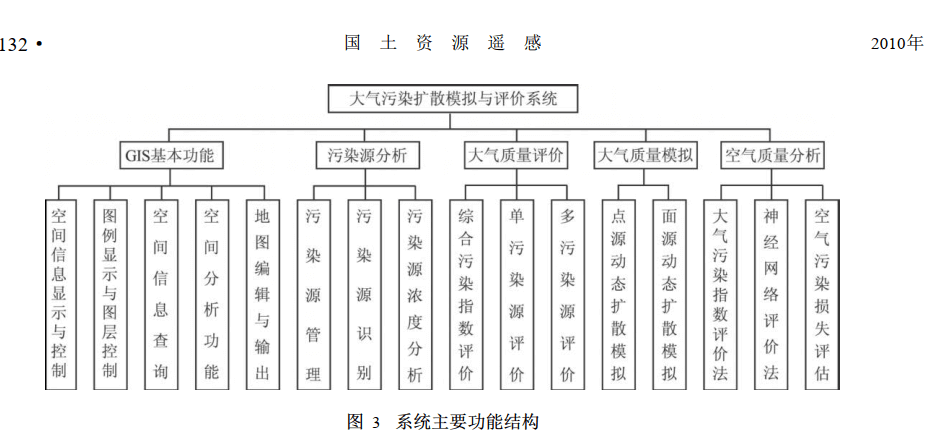 132 ·
国 土 资 源 遥 感
2010年
大气污染扩散模拟与评价系统
GIS基本功能
污染源分析
大气质量评价
大气质量模拟
空气质量分析
空间信息显示与控制
图例显示与图层控制
空间信息查询
空间分析功能
地图编辑与输出
污染源管理
污染源识别
污染源浓度分析
综合污染指数评价
单污染源评价
多污染源评价
点源动态扩散模拟
面源动态扩散模拟
大气污染指数评价法
神经网络评价法
空气污染损失评估
图 3 系统主要功能结构